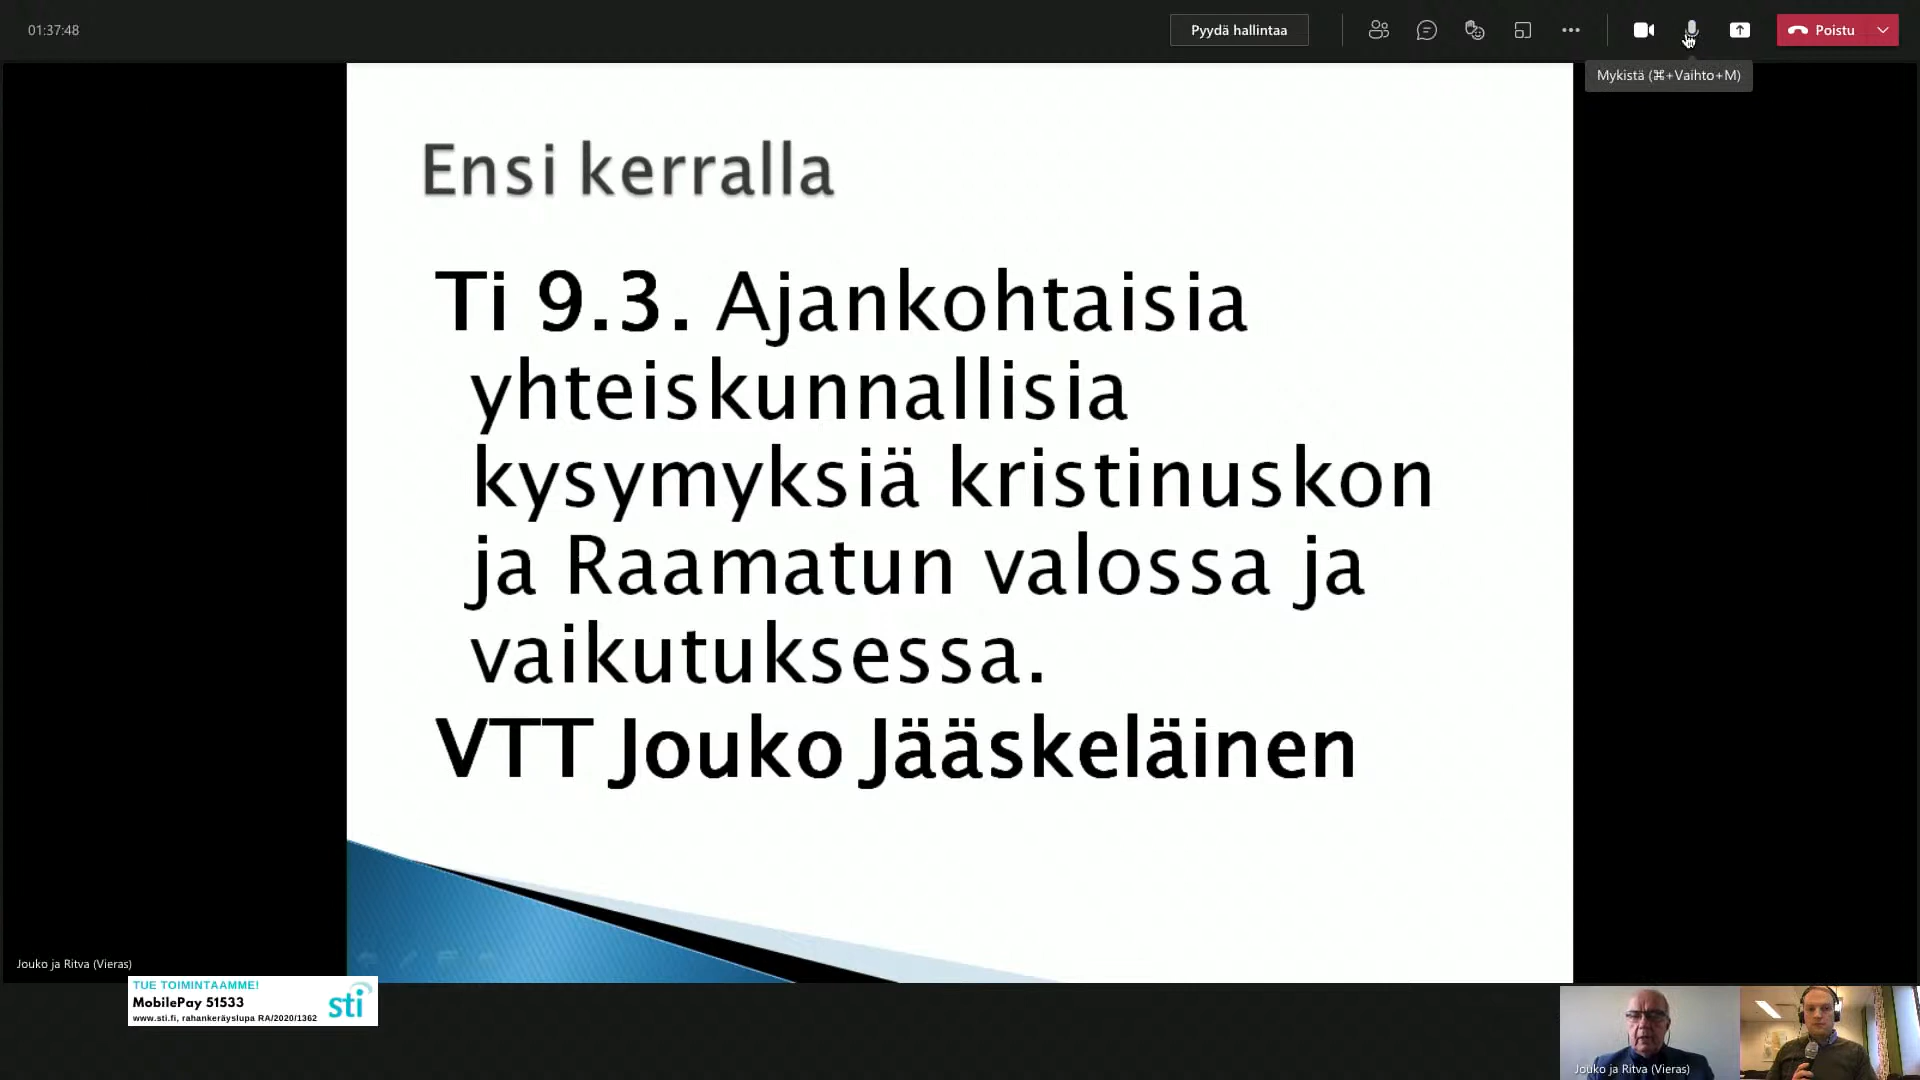 01:37:48
Pyydä hallintaa
Poistu
Mykistä (⌘+Vaihto+M)
Ensi kerralla
Ti 9.3. Ajankohtaisia
yhteiskunnallisia
kysymyksiä kristinuskon
ja Raamatun valossa ja
vaikutuksessa.
VTT Jouko Jääskeläinen
Jouko ja Ritva (Vieras)
TUE TOIMINTAAMME!
MobilePay 51533
www.sti.fi, rahankeräyslupa RA/2020/1362
sti
Jouko ja Ritva (Vieras)